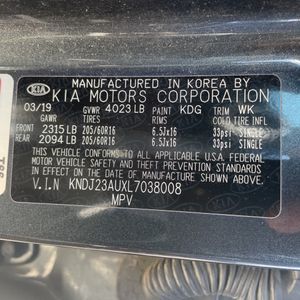 MANUFACTURED IN KOREA BY
KIA KIA MOTORS CORPORATION
03/19 GVWR 4023 LB PAINT KDG TRIM WK
GAWR TIRES RIMS COLD TIRE INFL
FRONT 2315 LB 205/60R16 6.5Jx16 33psi SINGLE
REAR 2094 LB 205/60R16 6.5Jx16 33psi SINGLE
THIS VEHICLE CONFORMS TO ALL APPLICABLE U.S.A. FEDERAL
MOTOR VEHICLE SAFETY AND THEFT PREVENTION STANDARDS
IN EFFECT ON THE DATE OF MANUFACTURE SHOWN ABOVE.
V.I.N KNDJ23AUXL7038008
MPV